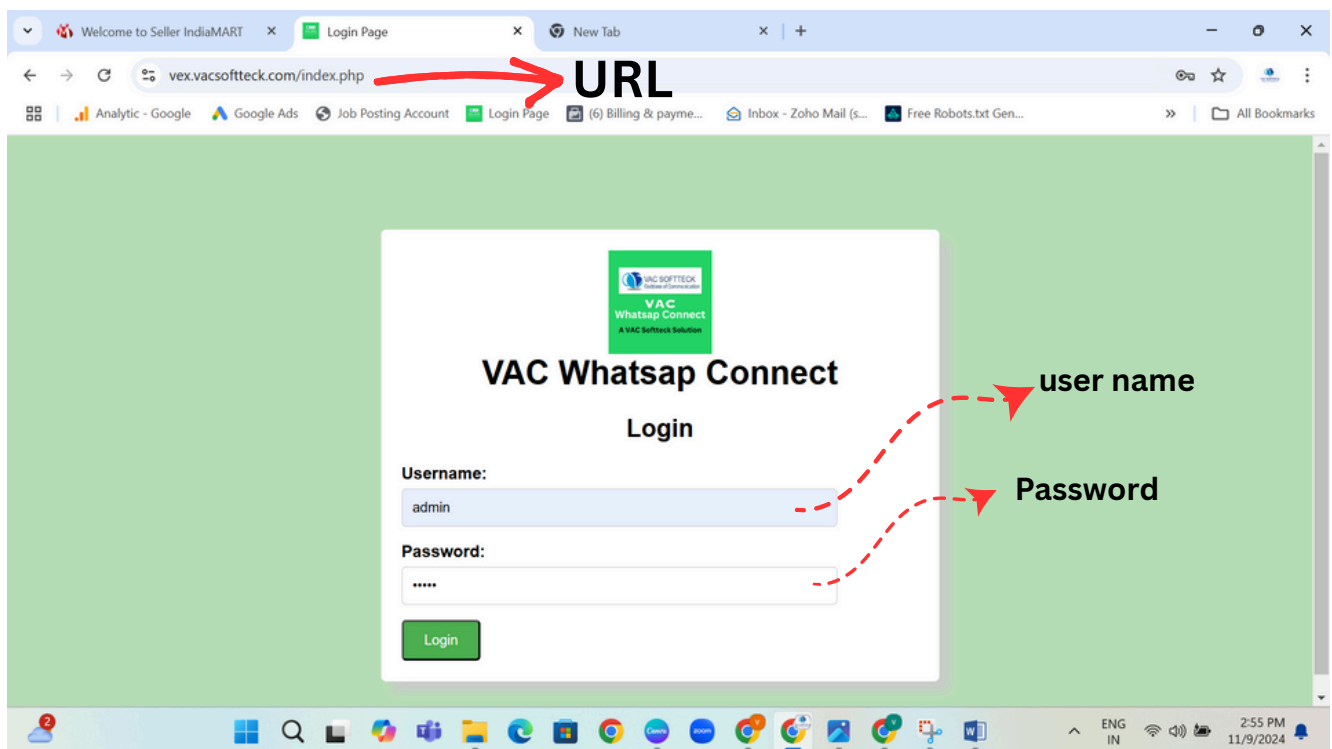 Welcome to Seller IndiaMART
Login Page
New Tab
vex.vacsoftteck.com/index.php
URL
Analytic - Google
Google Ads
Job Posting Account
Login Page
(6) Billing & payme...
Inbox - Zoho Mail (s...
Free Robots.txt Gen...
»
All Bookmarks
VAC SOFTTECK
VAC
Whatsap Connect
A VAC Softteck Solution
VAC Whatsap Connect
user name
Login
Username:
admin
Password
Password:
•••••
Login
2
Canva
zoom
ENG
IN
2:55 PM
11/9/2024